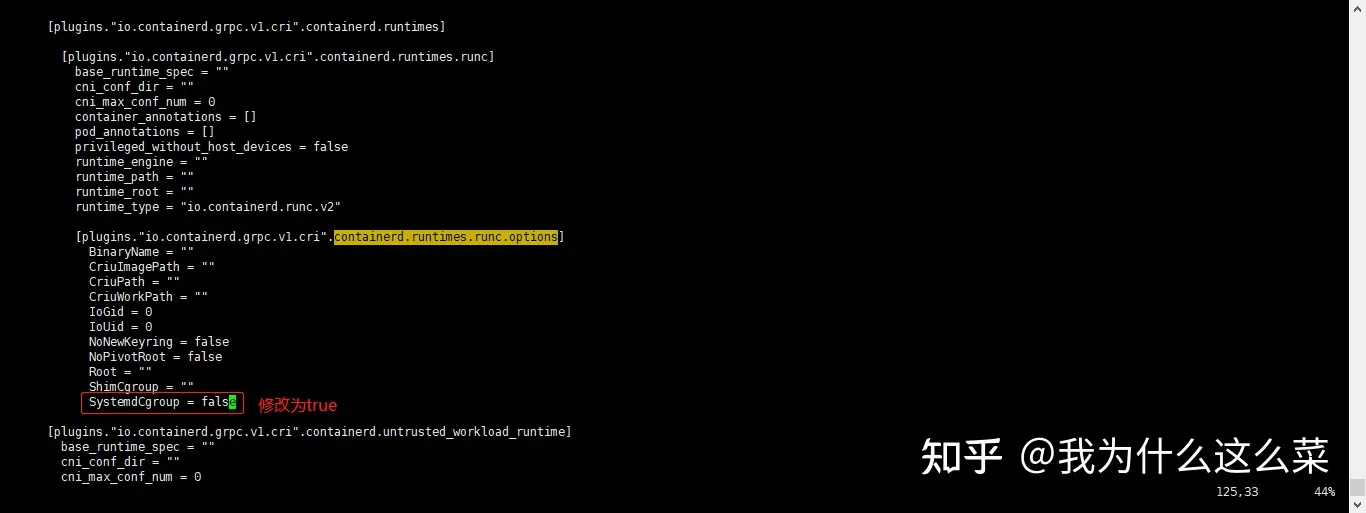 [plugins."io.containerd.grpc.v1.cri".containerd.runtimes]
[plugins."io.containerd.grpc.v1.cri".containerd.runtimes.runc]
base_runtime_spec = ""
cni_conf_dir = ""
cni_max_conf_num = 0
container_annotations = []
pod_annotations = []
privileged_without_host_devices = false
runtime_engine = ""
runtime_path = ""
runtime_root = ""
runtime_type = "io.containerd.runc.v2"
[plugins."io.containerd.grpc.v1.cri".containerd.runtimes.runc.options]
BinaryName = ""
CriuImagePath = ""
CriuPath = ""
CriuWorkPath = ""
IoGid = 0
IoUid = 0
NoNewKeyring = false
NoPivotRoot = false
Root = ""
ShimCgroup = ""
SystemdCgroup = false 修改为true
[plugins."io.containerd.grpc.v1.cri".containerd.untrusted_workload_runtime]
base_runtime_spec = ""
cni_conf_dir = ""
cni_max_conf_num = 0
知乎 @我为什么这么菜
125,33 44%